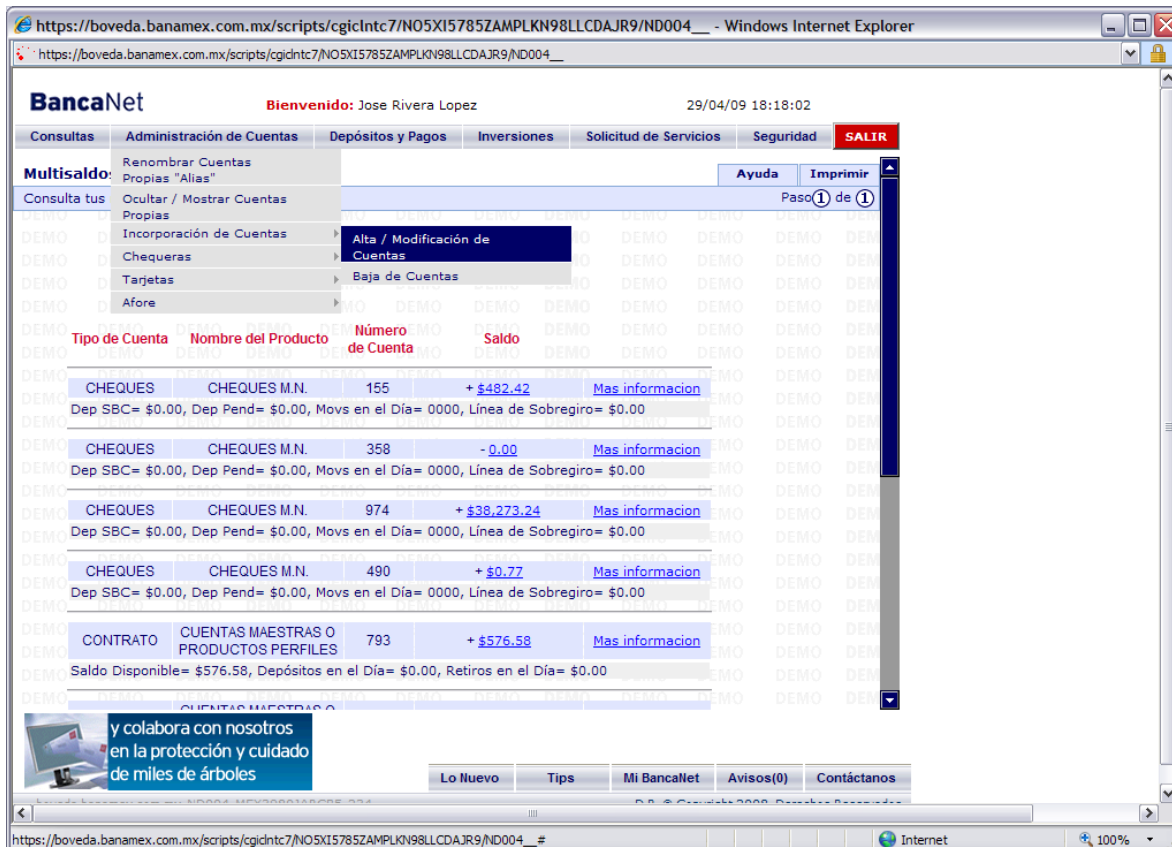 https://boveda.banamex.com.mx/scripts/cgiclntc7/NO5XI5785ZAMPLKN98LLCDAJR9/ND004__ - Windows Internet Explorer
https://boveda.banamex.com.mx/scripts/cgiclntc7/NO5XI5785ZAMPLKN98LLCDAJR9/ND004__
BancaNet Bienvenido: Jose Rivera Lopez 29/04/09 18:18:02
Consultas Administración de Cuentas Depósitos y Pagos Inversiones Solicitud de Servicios Seguridad SALIR
Renombrar Cuentas
Propias "Alias"
Multisaldos Ayuda Imprimir
Consulta tus Ocultar / Mostrar Cuentas Paso 1 de 1
Propias
Incorporación de Cuentas
Alta / Modificación de
Cuentas
Chequeras
Baja de Cuentas
Tarjetas
Afore
Tipo de Cuenta Nombre del Producto Número
de Cuenta Saldo
CHEQUES CHEQUES M.N. 155 + $482.42 Mas informacion
Dep SBC= $0.00, Dep Pend= $0.00, Movs en el Día= 0000, Línea de Sobregiro= $0.00
CHEQUES CHEQUES M.N. 358 - 0.00 Mas informacion
Dep SBC= $0.00, Dep Pend= $0.00, Movs en el Día= 0000, Línea de Sobregiro= $0.00
CHEQUES CHEQUES M.N. 974 + $38,273.24 Mas informacion
Dep SBC= $0.00, Dep Pend= $0.00, Movs en el Día= 0000, Línea de Sobregiro= $0.00
CHEQUES CHEQUES M.N. 490 + $0.77 Mas informacion
Dep SBC= $0.00, Dep Pend= $0.00, Movs en el Día= 0000, Línea de Sobregiro= $0.00
CONTRATO CUENTAS MAESTRAS O
PRODUCTOS PERFILES 793 + $576.58 Mas informacion
Saldo Disponible= $576.58, Depósitos en el Día= $0.00, Retiros en el Día= $0.00
CUENTAS MAESTRAS O
y colabora con nosotros
en la protección y cuidado
de miles de árboles
Lo Nuevo Tips Mi BancaNet Avisos(0) Contáctanos
D.R. © Copyright 2008, Derechos Reservados
https://boveda.banamex.com.mx/scripts/cgiclntc7/NO5XI5785ZAMPLKN98LLCDAJR9/ND004__# Internet 100%